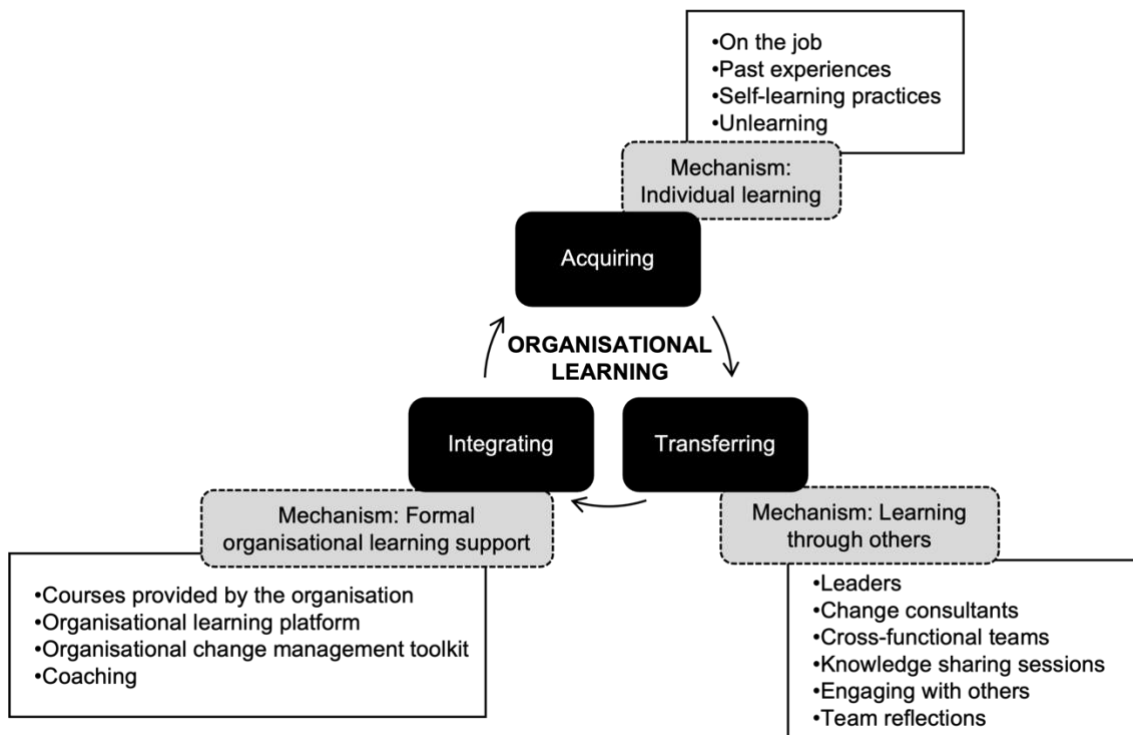 •On the job
•Past experiences
•Self-learning practices
•Unlearning
Mechanism:
Individual learning
Acquiring
ORGANISATIONAL
LEARNING
Integrating
Transferring
Mechanism: Formal
organisational learning support
Mechanism: Learning
through others
•Courses provided by the organisation
•Organisational learning platform
•Organisational change management toolkit
•Coaching
•Leaders
•Change consultants
•Cross-functional teams
•Knowledge sharing sessions
•Engaging with others
•Team reflections